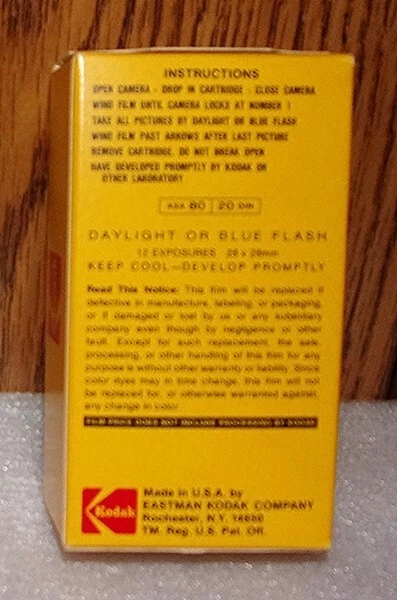 INSTRUCTIONS
OPEN CAMERA - DROP IN CARTRIDGE - CLOSE CAMERA
WIND FILM UNTIL CAMERA LOCKS AT NUMBER 1
TAKE ALL PICTURES BY DAYLIGHT OR BLUE FLASH
WIND FILM PAST ARROWS AFTER LAST PICTURE
REMOVE CARTRIDGE. DO NOT BREAK OPEN
HAVE DEVELOPED PROMPTLY BY KODAK OR
OTHER LABORATORY
ASA 80 20 DIN
DAYLIGHT OR BLUE FLASH
12 EXPOSURES 28 x 28mm
KEEP COOL—DEVELOP PROMPTLY
Read This Notice: This film will be replaced if
defective in manufacture, labeling, or packaging,
or if damaged or lost by us or any subsidiary
company even though by negligence or other
fault. Except for such replacement, the sale,
processing, or other handling of this film for any
purpose is without other warranty or liability. Since
color dyes may in time change, this film will not
be replaced for, or otherwise warranted against,
any change in color.
FILM PRICE DOES NOT INCLUDE PROCESSING BY KODAK
Kodak
Made in U.S.A. by
EASTMAN KODAK COMPANY
Rochester, N.Y. 14650
TM. Reg. U.S. Pat. Off.